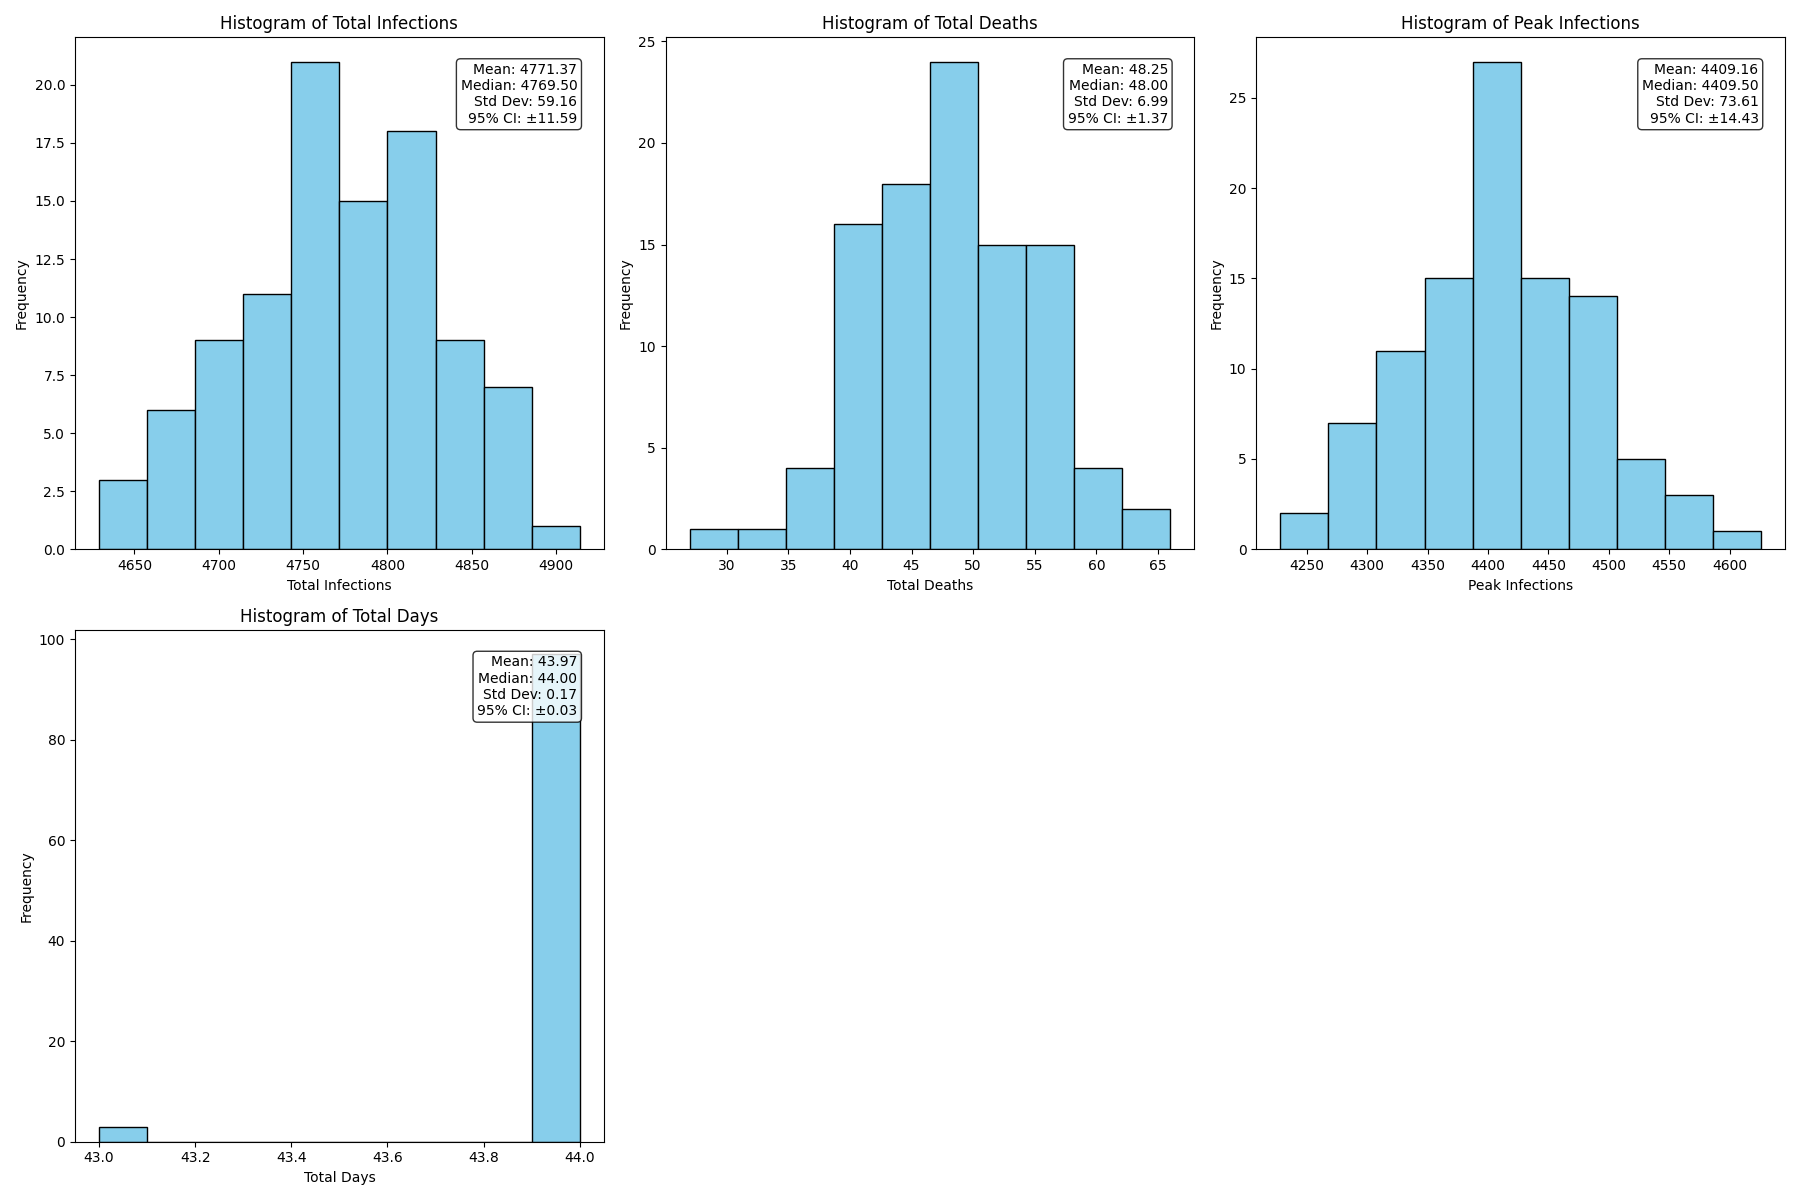 Histogram of Total Infections
Mean: 4771.37
Median: 4769.50
Std Dev: 59.16
95% CI: ±11.59
20.0
17.5
15.0
12.5
10.0
7.5
5.0
2.5
0.0
Frequency
4650 4700 4750 4800 4850 4900
Total Infections
Histogram of Total Deaths
Mean: 48.25
Median: 48.00
Std Dev: 6.99
95% CI: ±1.37
25
20
15
10
5
0
Frequency
30 35 40 45 50 55 60 65
Total Deaths
Histogram of Peak Infections
Mean: 4409.16
Median: 4409.50
Std Dev: 73.61
95% CI: ±14.43
25
20
15
10
5
0
Frequency
4250 4300 4350 4400 4450 4500 4550 4600
Peak Infections
Histogram of Total Days
Mean: 43.97
Median: 44.00
Std Dev: 0.17
95% CI: ±0.03
100
80
60
40
20
0
Frequency
43.0 43.2 43.4 43.6 43.8 44.0
Total Days